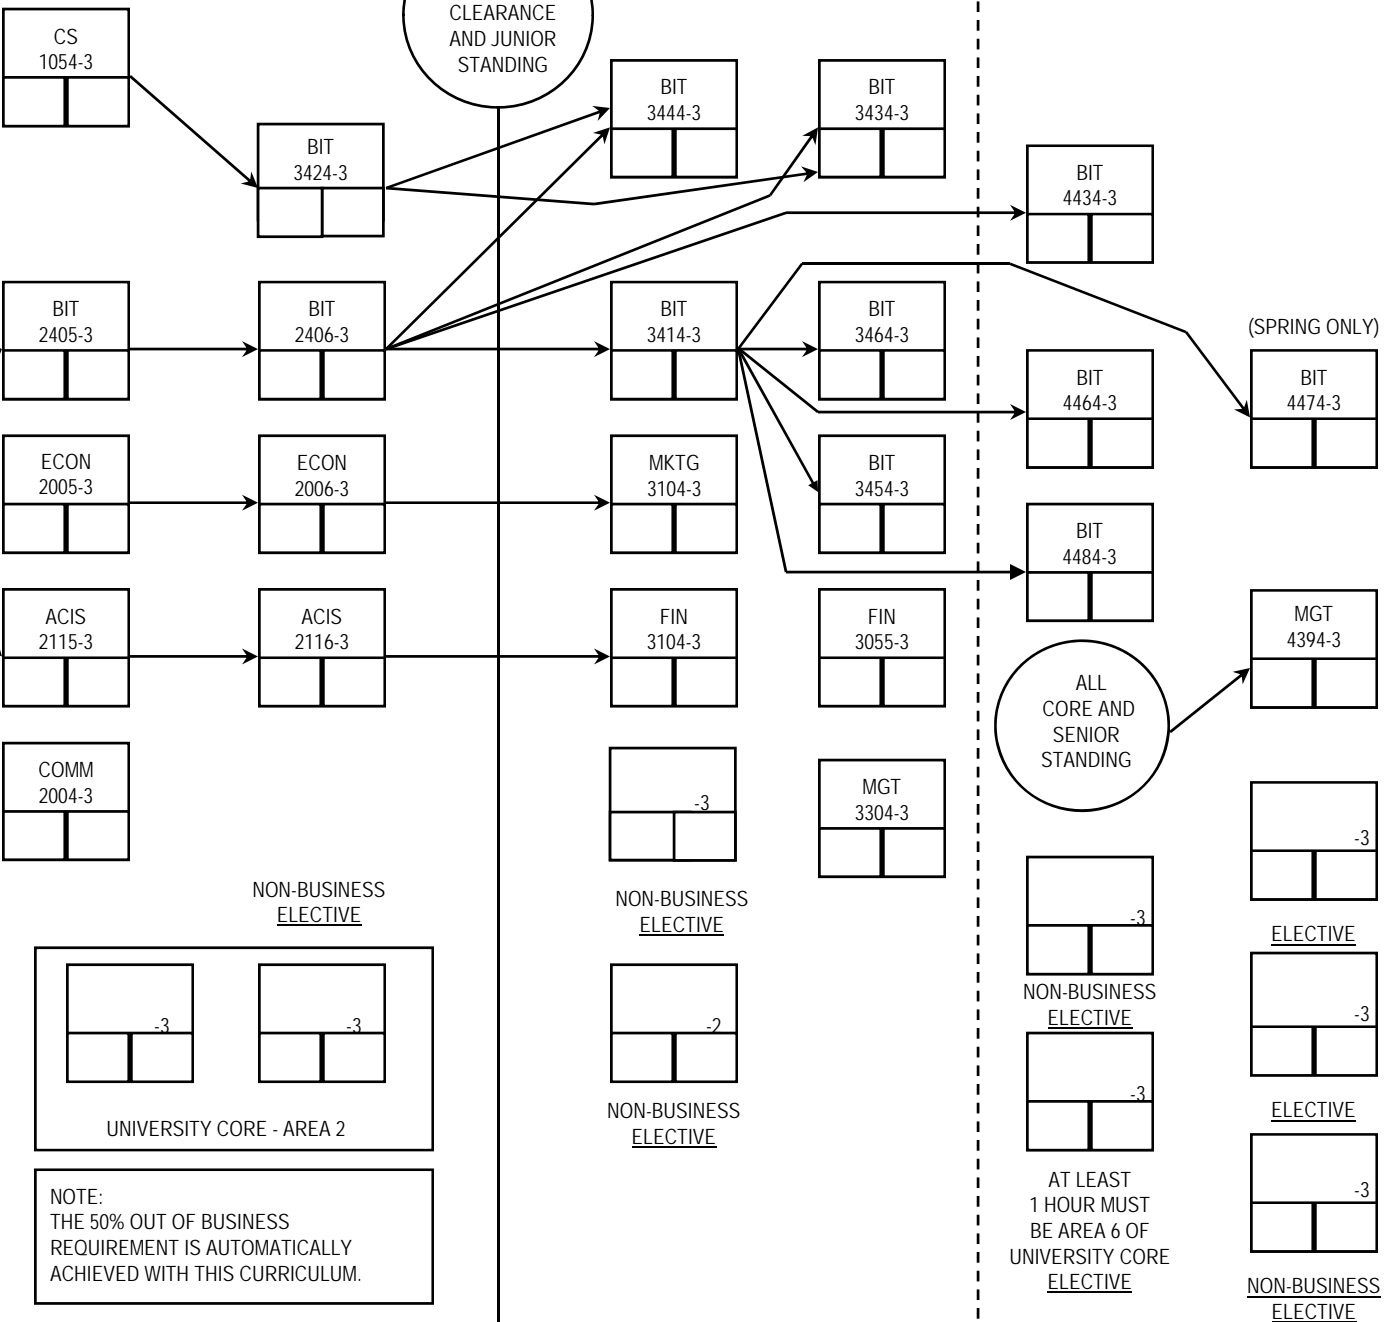 CLEARANCE
AND JUNIOR
STANDING
CS
1054-3
BIT
3424-3
BIT
3444-3
BIT
3434-3
BIT
4434-3
BIT
2405-3
BIT
2406-3
BIT
3414-3
BIT
3464-3
BIT
4464-3
(SPRING ONLY)
BIT
4474-3
ECON
2005-3
ECON
2006-3
MKTG
3104-3
BIT
3454-3
BIT
4484-3
ACIS
2115-3
ACIS
2116-3
FIN
3104-3
FIN
3055-3
MGT
4394-3
ALL
CORE AND
SENIOR
STANDING
COMM
2004-3
-3
MGT
3304-3
-3
NON-BUSINESS
ELECTIVE
NON-BUSINESS
ELECTIVE
-3
ELECTIVE
-3
-3
-2
NON-BUSINESS
ELECTIVE
-3
UNIVERSITY CORE - AREA 2
NON-BUSINESS
ELECTIVE
-3
ELECTIVE
NOTE:
THE 50% OUT OF BUSINESS
REQUIREMENT IS AUTOMATICALLY
ACHIEVED WITH THIS CURRICULUM.
AT LEAST
1 HOUR MUST
BE AREA 6 OF
UNIVERSITY CORE
ELECTIVE
-3
NON-BUSINESS
ELECTIVE